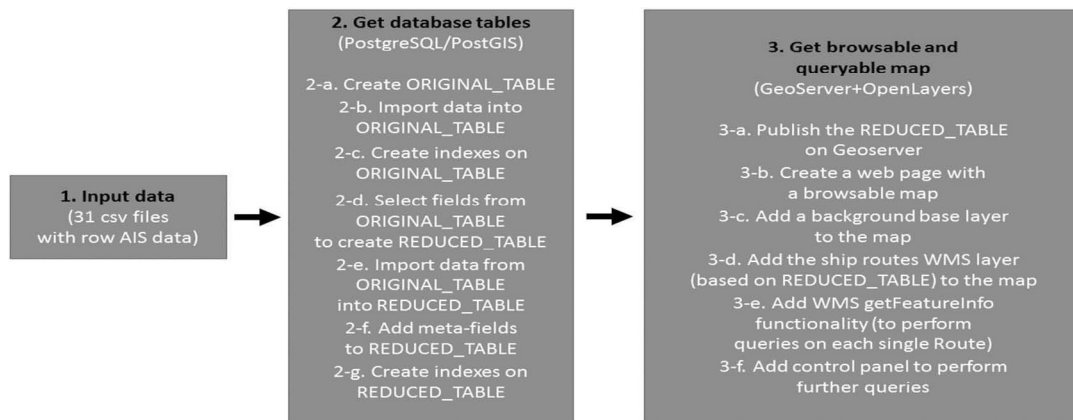 1. Input data
(31 csv files
with row AIS data)
2. Get database tables
(PostgreSQL/PostGIS)
2-a. Create ORIGINAL_TABLE
2-b. Import data into
ORIGINAL_TABLE
2-c. Create indexes on
ORIGINAL_TABLE
2-d. Select fields from
ORIGINAL_TABLE
to create REDUCED_TABLE
2-e. Import data from
ORIGINAL_TABLE
into REDUCED_TABLE
2-f. Add meta-fields
to REDUCED_TABLE
2-g. Create indexes on
REDUCED_TABLE
3. Get browsable and
queryable map
(GeoServer+OpenLayers)
3-a. Publish the REDUCED_TABLE
on Geoserver
3-b. Create a web page with
a browsable map
3-c. Add a background base layer
to the map
3-d. Add the ship routes WMS layer
(based on REDUCED_TABLE) to the map
3-e. Add WMS getFeatureInfo
functionality (to perform
queries on each single Route)
3-f. Add control panel to perform
further queries